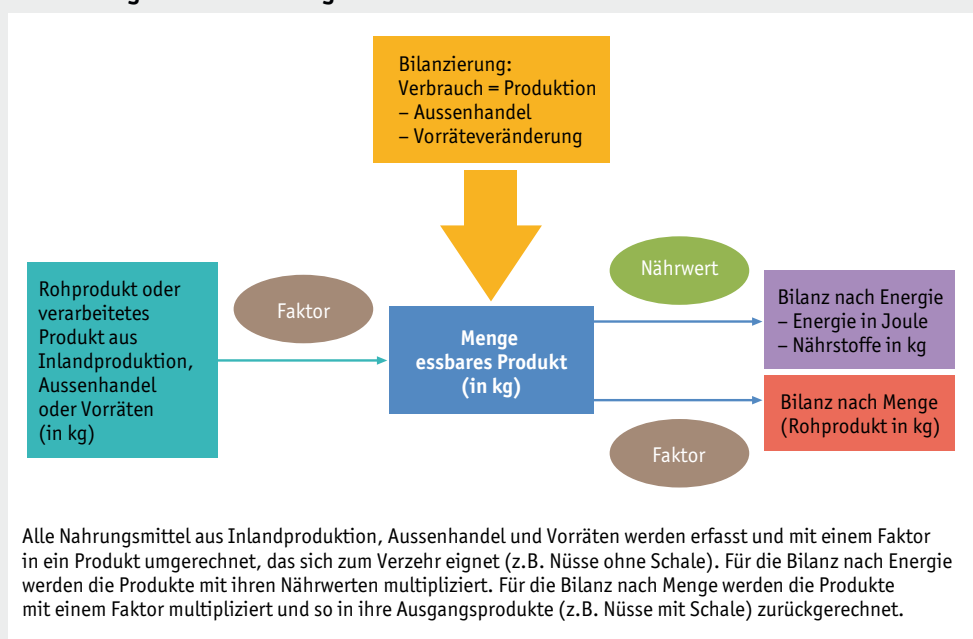 Bilanzierung:
Verbrauch = Produktion
– Aussenhandel
– Vorräteveränderung
Rohprodukt oder
verarbeitetes
Produkt aus
Inlandproduktion,
Aussenhandel
oder Vorräten
(in kg)
Faktor
Menge
essbares Produkt
(in kg)
Nährwert
Bilanz nach Energie
– Energie in Joule
– Nährstoffe in kg
Bilanz nach Menge
(Rohprodukt in kg)
Faktor
Alle Nahrungsmittel aus Inlandproduktion, Aussenhandel und Vorräten werden erfasst und mit einem Faktor
in ein Produkt umgerechnet, das sich zum Verzehr eignet (z.B. Nüsse ohne Schale). Für die Bilanz nach Energie
werden die Produkte mit ihren Nährwerten multipliziert. Für die Bilanz nach Menge werden die Produkte
mit einem Faktor multipliziert und so in ihre Ausgangsprodukte (z.B. Nüsse mit Schale) zurückgerechnet.